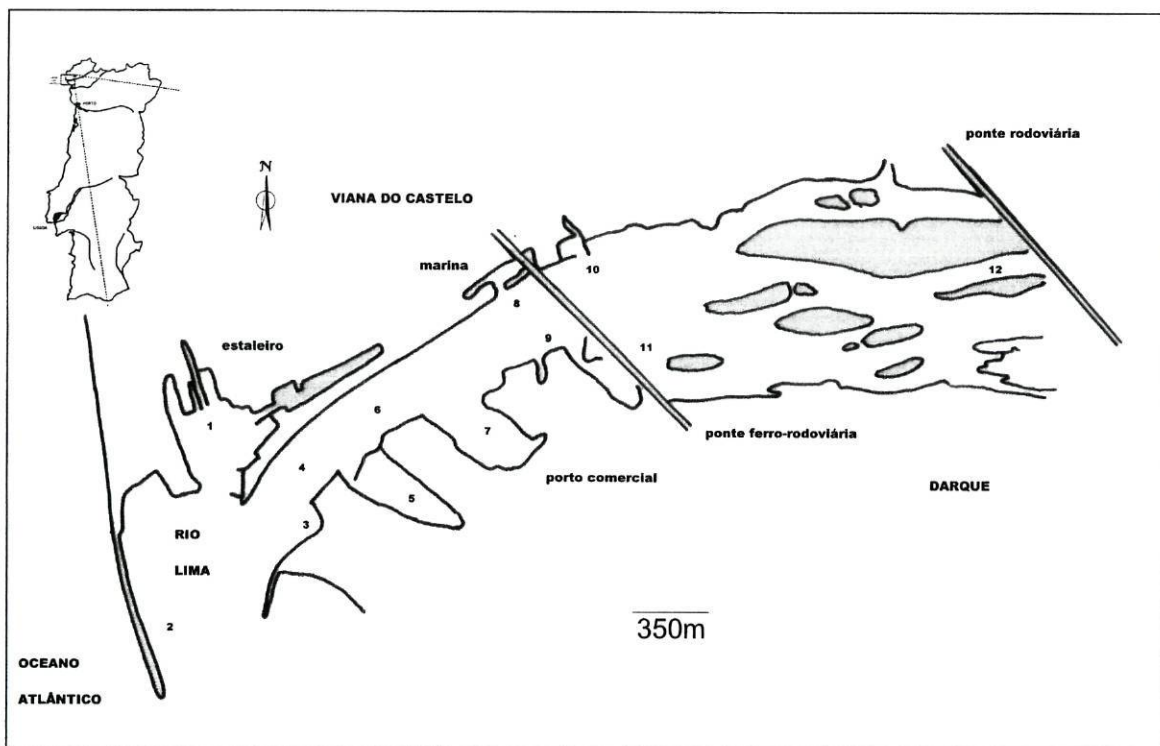 PORTO
LISBOA
N
ponte rodoviária
VIANA DO CASTELO
marina
10
12
8
estaleiro
9
11
6
1
7
ponte ferro-rodoviária
4
porto comercial
5
DARQUE
3
RIO
LIMA
350m
2
OCEANO
ATLÂNTICO